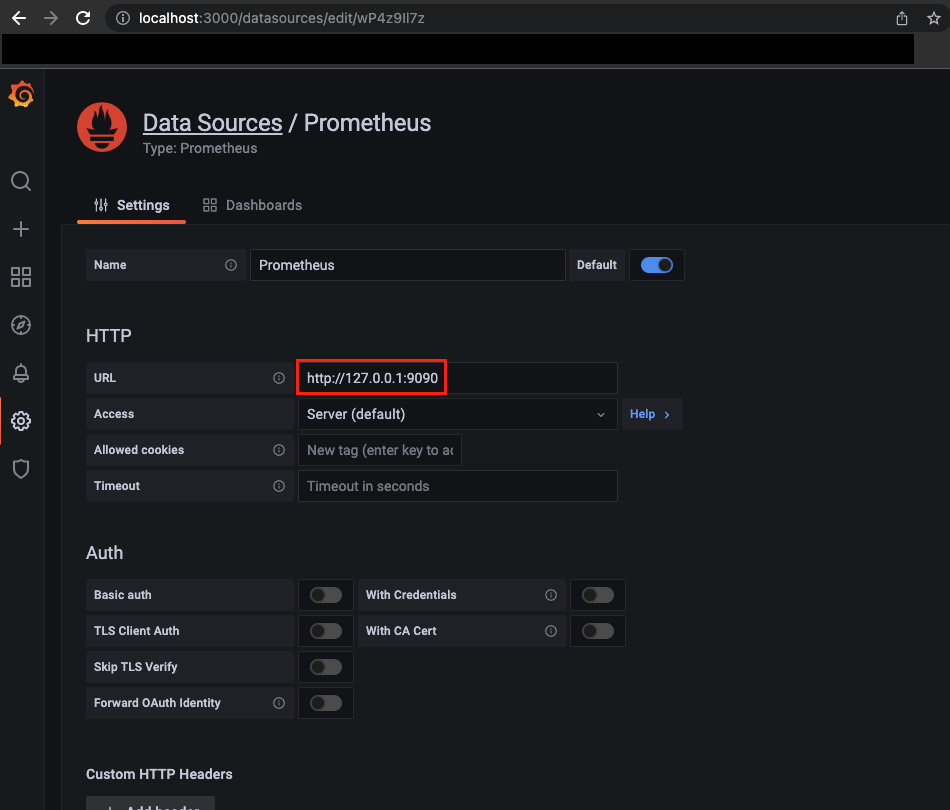 localhost:3000/datasources/edit/wP4z9Il7z
Data Sources / Prometheus
Type: Prometheus
Settings Dashboards
Name Prometheus Default
HTTP
URL http://127.0.0.1:9090
Access Server (default) Help
Allowed cookies New tag (enter key to ac
Timeout Timeout in seconds
Auth
Basic auth With Credentials
TLS Client Auth With CA Cert
Skip TLS Verify
Forward OAuth Identity
Custom HTTP Headers
Add header